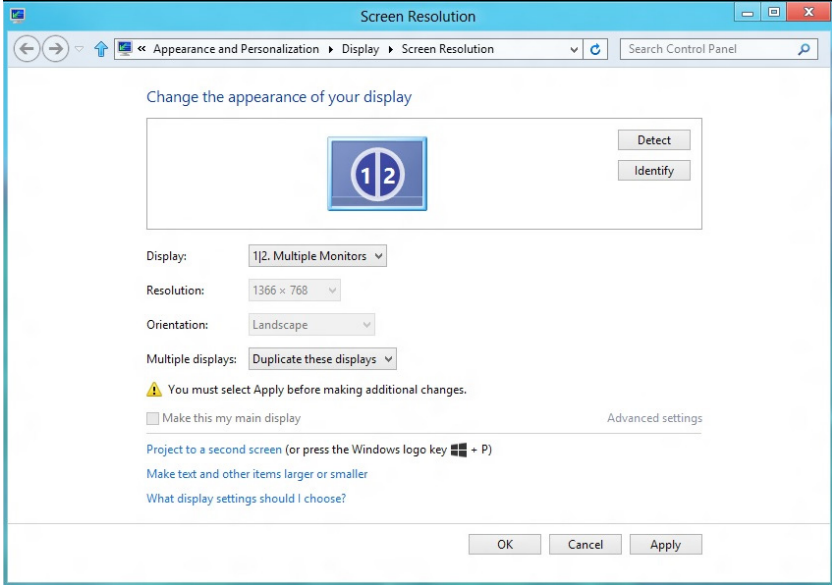 Screen Resolution
« Appearance and Personalization Display Screen Resolution Search Control Panel
Change the appearance of your display
Detect
1 2
Identify
Display: 1|2. Multiple Monitors
Resolution: 1366 × 768
Orientation: Landscape
Multiple displays: Duplicate these displays
You must select Apply before making additional changes.
Make this my main display Advanced settings
Project to a second screen (or press the Windows logo key + P)
Make text and other items larger or smaller
What display settings should I choose?
OK Cancel Apply